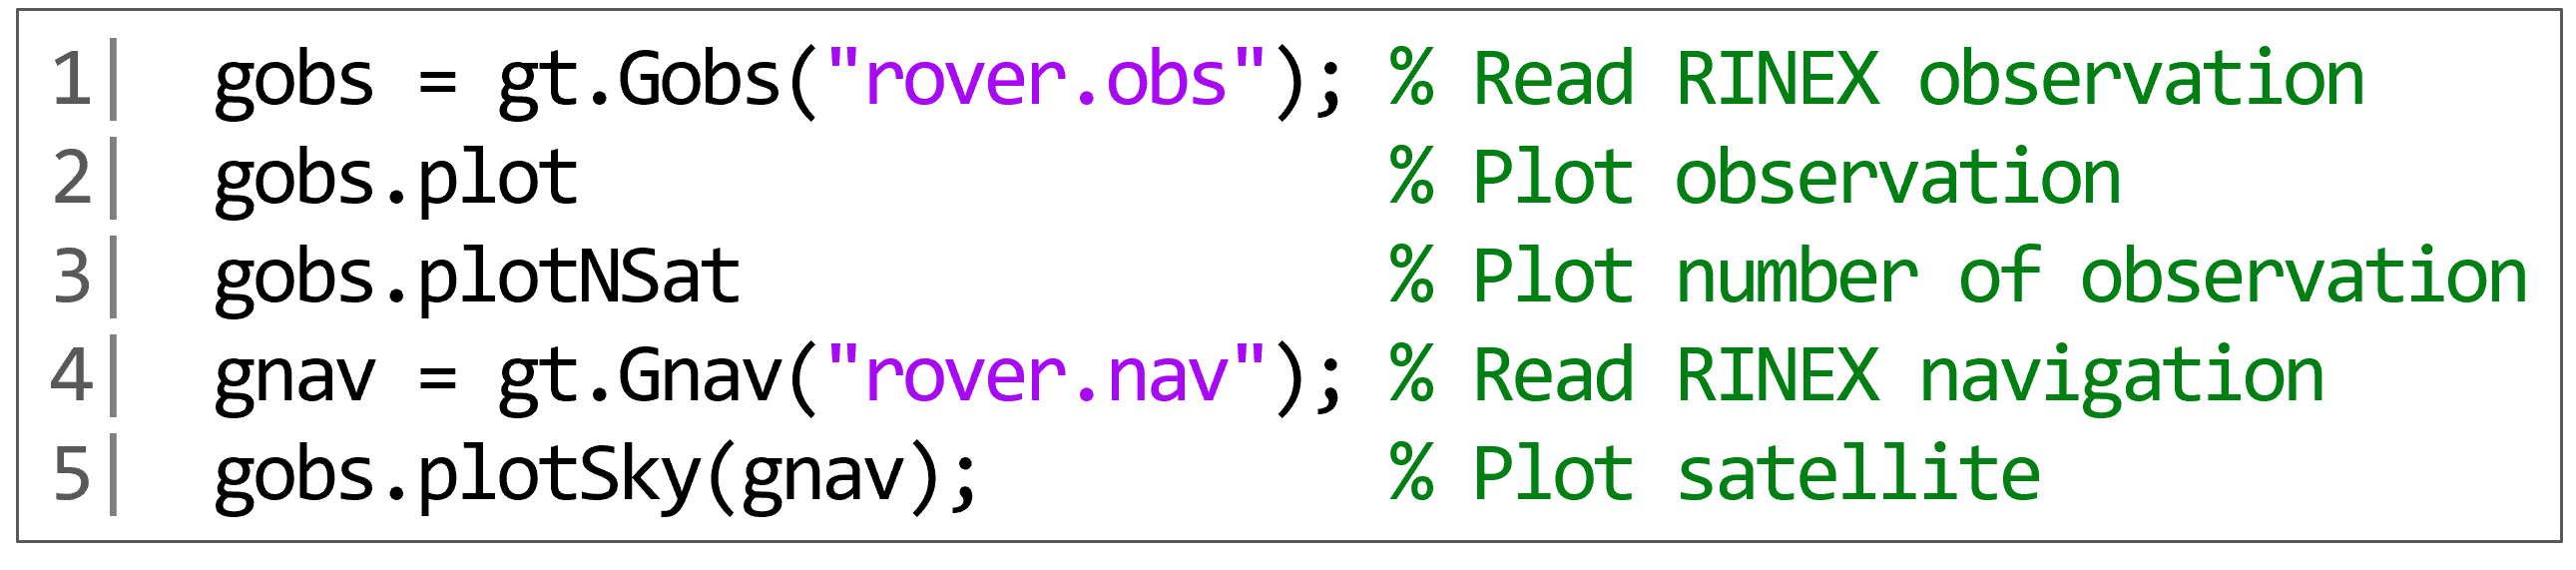 1| gobs = gt.Gobs("rover.obs"); % Read RINEX observation
2| gobs.plot % Plot observation
3| gobs.plotNSat % Plot number of observation
4| gnav = gt.Gnav("rover.nav"); % Read RINEX navigation
5| gobs.plotSky(gnav); % Plot satellite